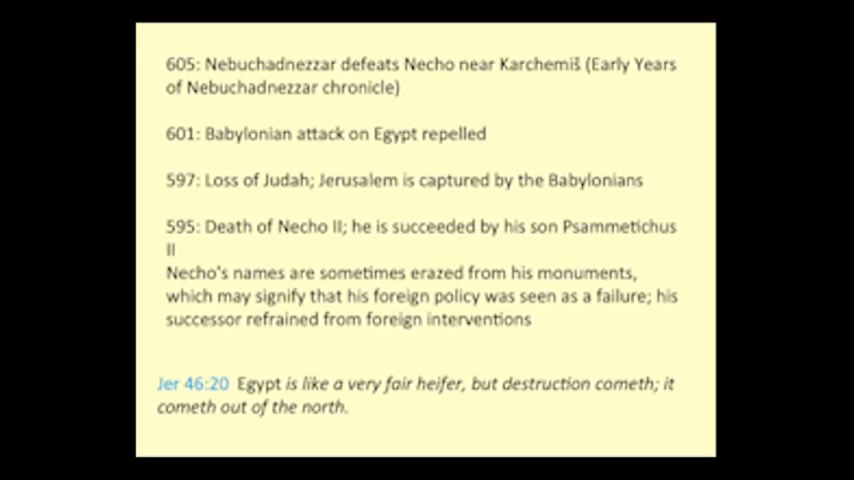 605: Nebuchadnezzar defeats Necho near Karchemiš (Early Years
of Nebuchadnezzar chronicle)
601: Babylonian attack on Egypt repelled
597: Loss of Judah; Jerusalem is captured by the Babylonians
595: Death of Necho II; he is succeeded by his son Psammetichus
II
Necho's names are sometimes erazed from his monuments,
which may signify that his foreign policy was seen as a failure; his
successor refrained from foreign interventions
Jer 46:20 Egypt is like a very fair heifer, but destruction cometh; it
cometh out of the north.